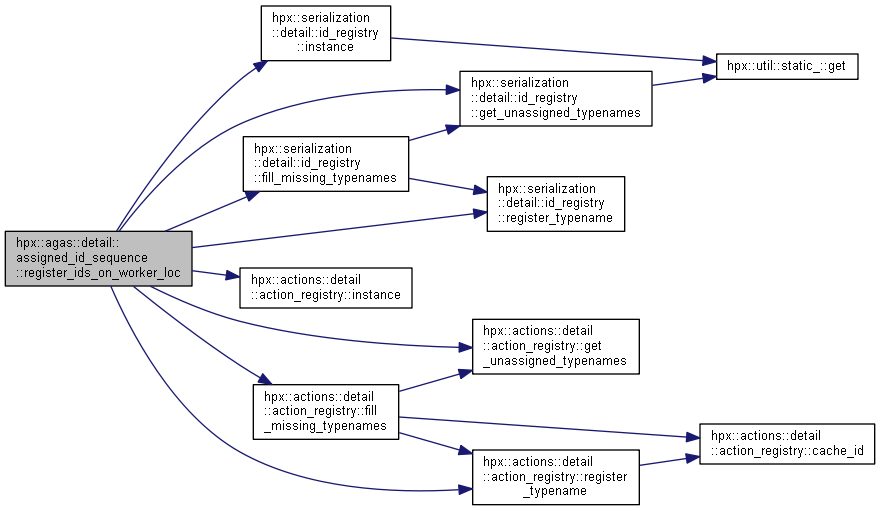 hpx::serialization
::detail::id_registry
::instance
hpx::util::static_::get
hpx::serialization
::detail::id_registry
::get_unassigned_typenames
hpx::serialization
::detail::id_registry
::fill_missing_typenames
hpx::serialization
::detail::id_registry
::register_typename
hpx::agas::detail::
assigned_id_sequence
::register_ids_on_worker_loc
hpx::actions::detail
::action_registry::instance
hpx::actions::detail
::action_registry::get
_unassigned_typenames
hpx::actions::detail
::action_registry::fill
_missing_typenames
hpx::actions::detail
::action_registry::cache_id
hpx::actions::detail
::action_registry::register
_typename